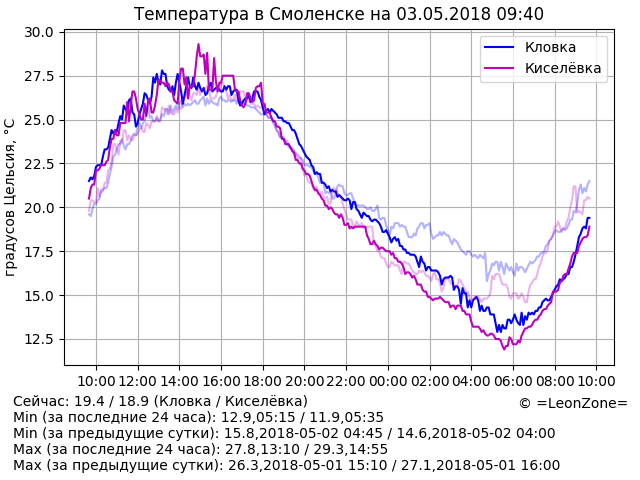 Температура в Смоленске на 03.05.2018 09:40
30.0
27.5
25.0
22.5
20.0
17.5
15.0
12.5
градусов Цельсия, °C
Кловка
Киселёвка
10:00 12:00 14:00 16:00 18:00 20:00 22:00 00:00 02:00 04:00 06:00 08:00 10:00
Сейчас: 19.4 / 18.9 (Кловка / Киселёвка)
© =LeonZone=
Min (за последние 24 часа): 12.9,05:15 / 11.9,05:35
Min (за предыдущие сутки): 15.8,2018-05-02 04:45 / 14.6,2018-05-02 04:00
Max (за последние 24 часа): 27.8,13:10 / 29.3,14:55
Max (за предыдущие сутки): 26.3,2018-05-01 15:10 / 27.1,2018-05-01 16:00